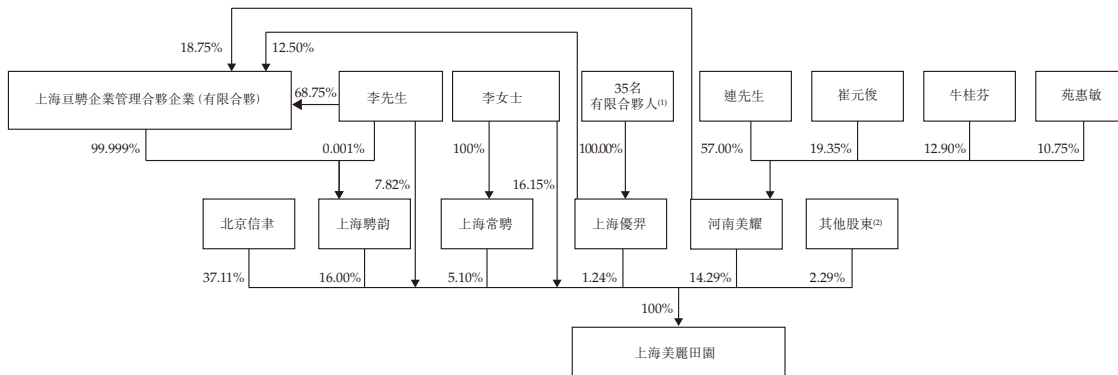 18.75%
12.50%
上海亘聘企業管理合夥企業(有限合夥)
68.75%
李先生
李女士
35名
有限合夥人(1)
連先生
崔元俊
牛桂芬
苑惠敏
99.999%
0.001%
100%
100.00%
57.00%
19.35%
12.90%
10.75%
7.82%
16.15%
北京信聿
上海騁韵
上海常騁
上海優羿
河南美耀
其他股東(2)
37.11%
16.00%
5.10%
1.24%
14.29%
2.29%
100%
上海美麗田園